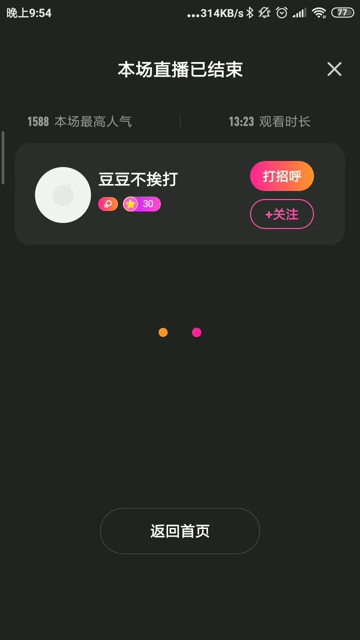 晚上9:54 ...314KB/s 77
本场直播已结束
1588 本场最高人气 13:23 观看时长
豆豆不挨打
打招呼
30
+关注
返回首页